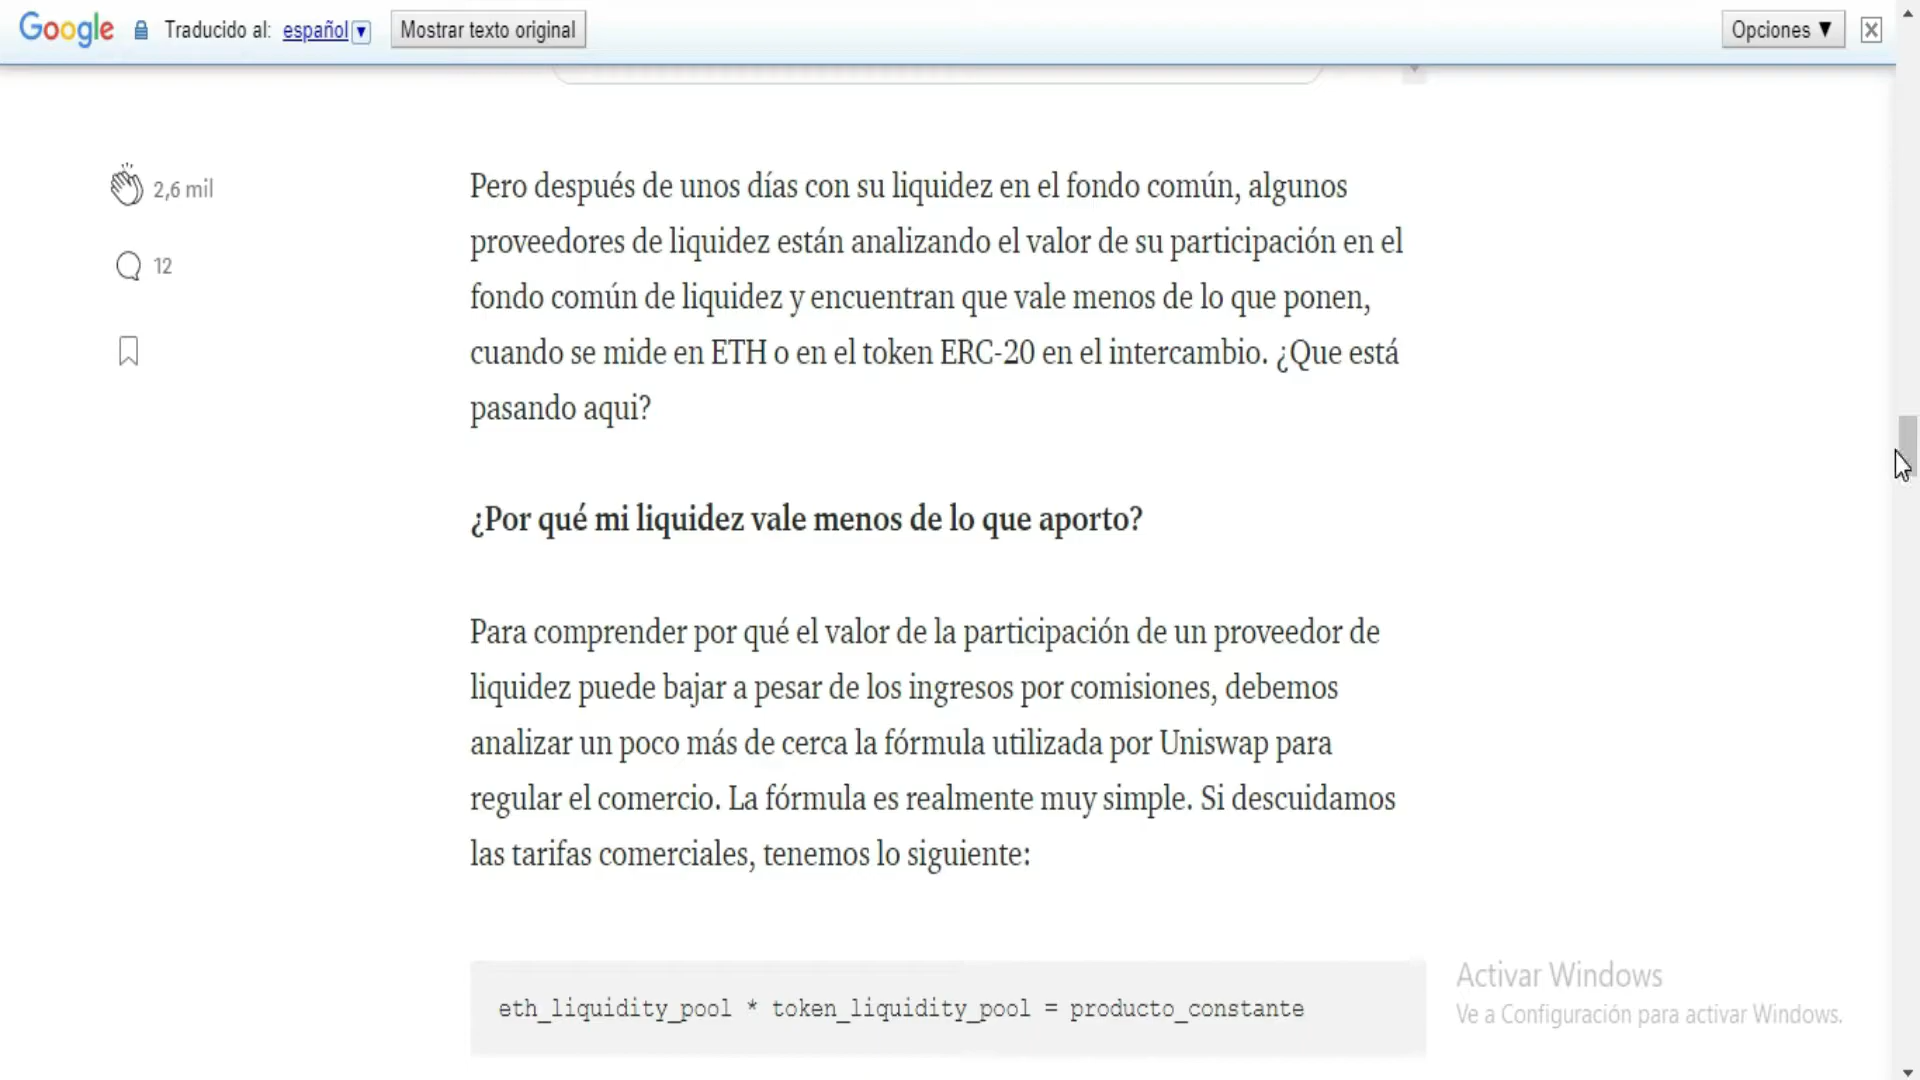 Google Traducido al: español Mostrar texto original Opciones ▼
2,6 mil
12
Pero después de unos días con su liquidez en el fondo común, algunos
proveedores de liquidez están analizando el valor de su participación en el
fondo común de liquidez y encuentran que vale menos de lo que ponen,
cuando se mide en ETH o en el token ERC-20 en el intercambio. ¿Que está
pasando aqui?
¿Por qué mi liquidez vale menos de lo que aporto?
Para comprender por qué el valor de la participación de un proveedor de
liquidez puede bajar a pesar de los ingresos por comisiones, debemos
analizar un poco más de cerca la fórmula utilizada por Uniswap para
regular el comercio. La fórmula es realmente muy simple. Si descuidamos
las tarifas comerciales, tenemos lo siguiente:
eth_liquidity_pool * token_liquidity_pool = producto_constante
Activar Windows
Ve a Configuración para activar Windows.